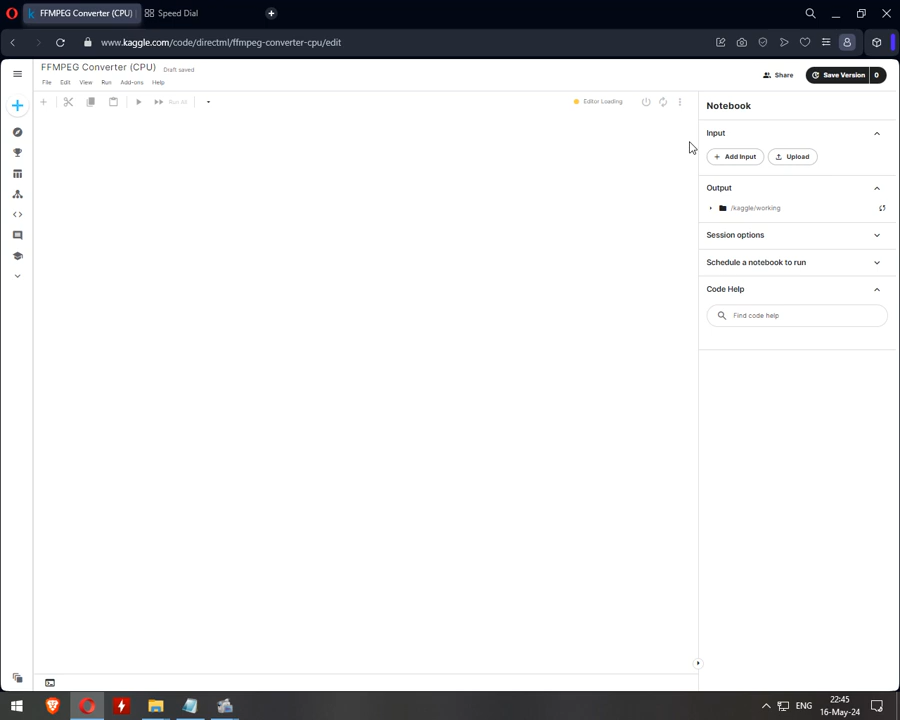 FFMPEG Converter (CPU)
Speed Dial
www.kaggle.com/code/directml/ffmpeg-converter-cpu/edit
FFMPEG Converter (CPU)
Draft saved
File
Edit
View
Run
Add-ons
Help
Share
Save Version
0
Run All
Editor Loading
Notebook
Input
Add Input
Upload
Output
/kaggle/working
Session options
Schedule a notebook to run
Code Help
Find code help
ENG
22:45
16-May-24